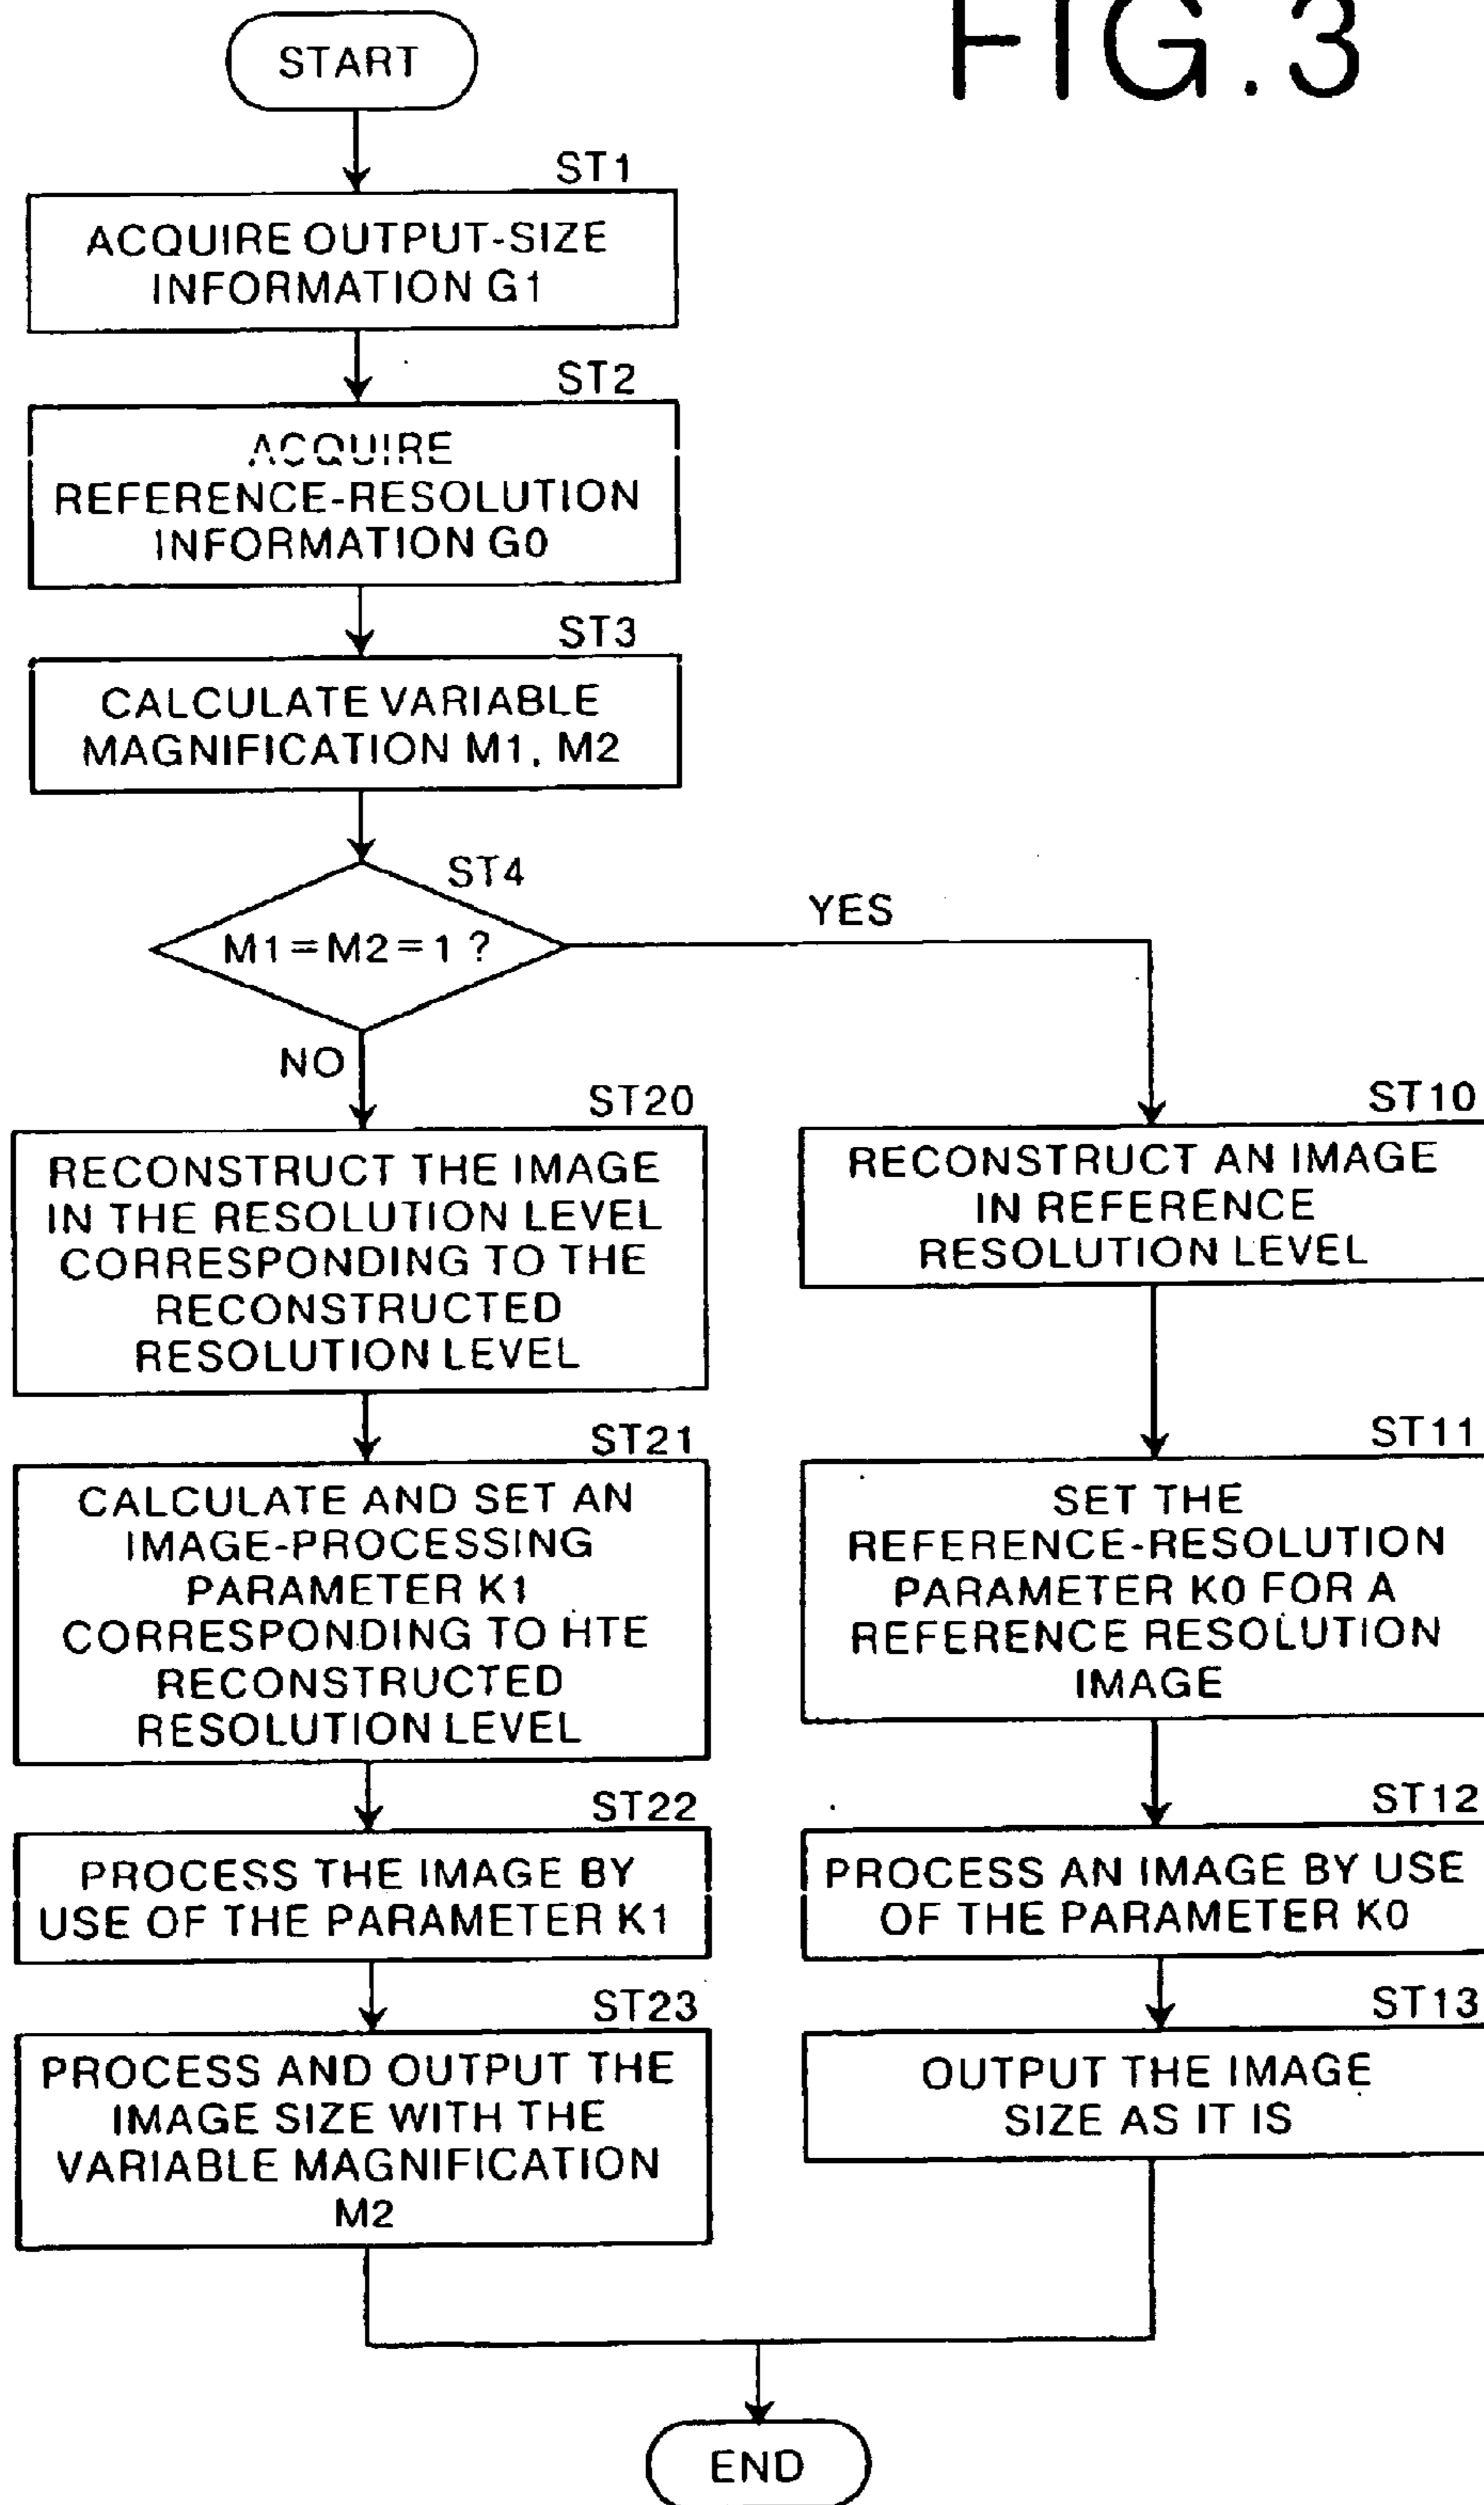 FIG.3
START
ST1
ACQUIRE OUTPUT-SIZE
INFORMATION G1
ST2
ACQUIRE
REFERENCE-RESOLUTION
INFORMATION G0
ST3
CALCULATE VARIABLE
MAGNIFICATION M1, M2
ST4
M1=M2=1 ?
YES
NO
ST20
RECONSTRUCT THE IMAGE
IN THE RESOLUTION LEVEL
CORRESPONDING TO THE
RECONSTRUCTED
RESOLUTION LEVEL
ST21
CALCULATE AND SET AN
IMAGE-PROCESSING
PARAMETER K1
CORRESPONDING TO HTE
RECONSTRUCTED
RESOLUTION LEVEL
ST22
PROCESS THE IMAGE BY
USE OF THE PARAMETER K1
ST23
PROCESS AND OUTPUT THE
IMAGE SIZE WITH THE
VARIABLE MAGNIFICATION
M2
ST10
RECONSTRUCT AN IMAGE
IN REFERENCE
RESOLUTION LEVEL
ST11
SET THE
REFERENCE-RESOLUTION
PARAMETER K0 FOR A
REFERENCE RESOLUTION
IMAGE
ST12
PROCESS AN IMAGE BY USE
OF THE PARAMETER K0
ST13
OUTPUT THE IMAGE
SIZE AS IT IS
END